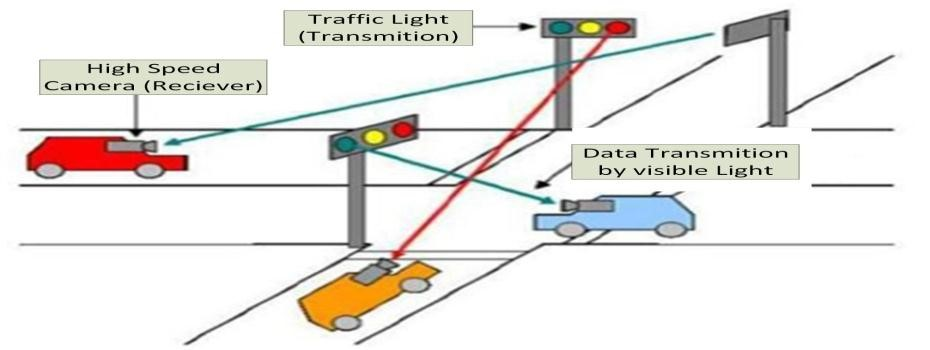 Traffic Light
(Transmition)
High Speed
Camera (Reciever)
Data Transmition
by visible Light